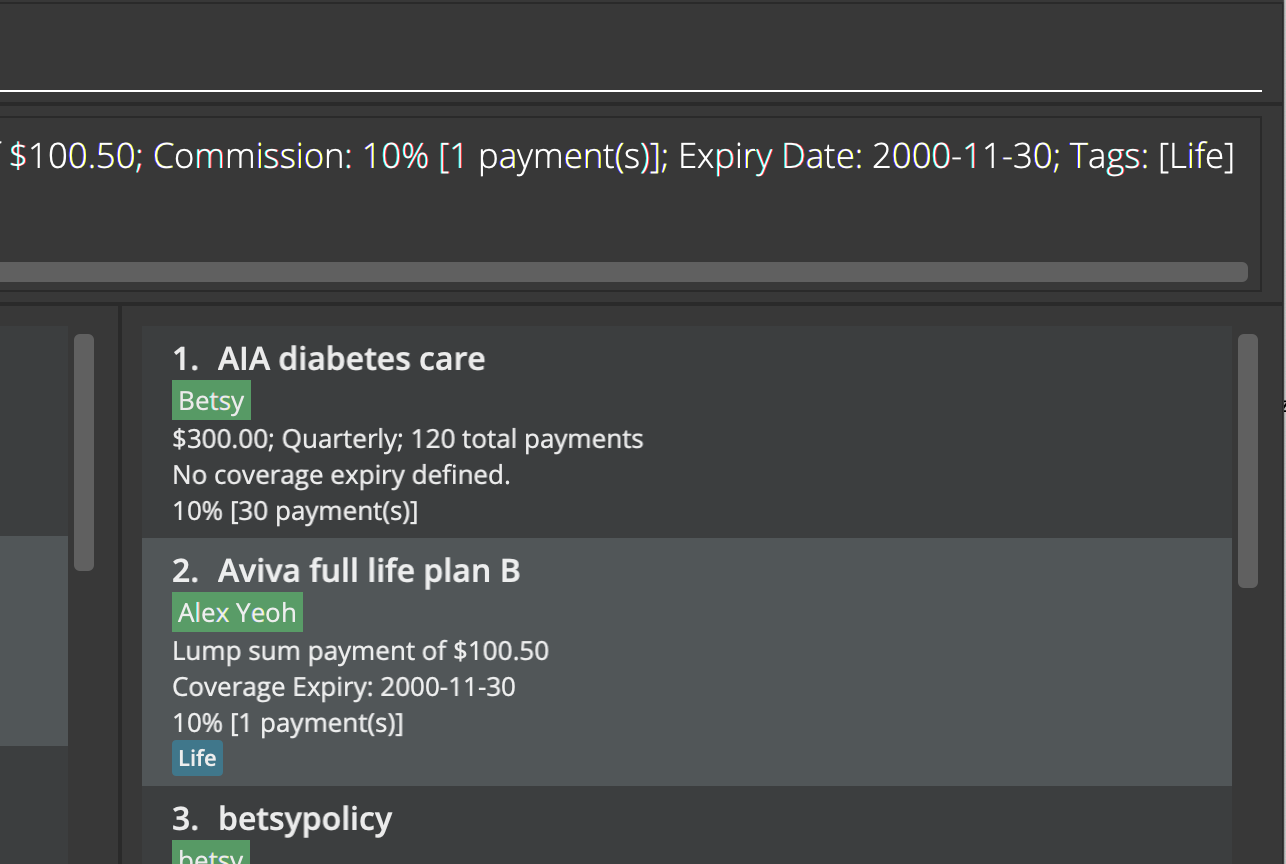 $100.50; Commission: 10% [1 payment(s)]; Expiry Date: 2000-11-30; Tags: [Life]
1. AIA diabetes care
Betsy
$300.00; Quarterly; 120 total payments
No coverage expiry defined.
10% [30 payment(s)]
2. Aviva full life plan B
Alex Yeoh
Lump sum payment of $100.50
Coverage Expiry: 2000-11-30
10% [1 payment(s)]
Life
3. betsypolicy
betsy